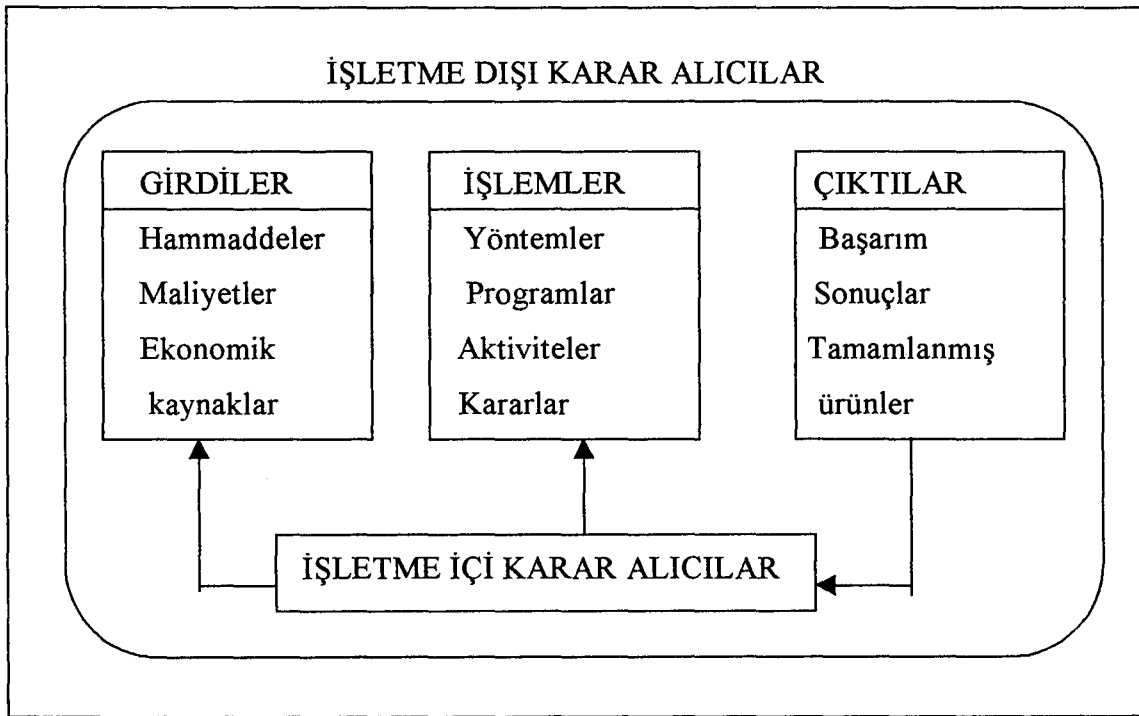 İŞLETME DIŞI KARAR ALICILAR
GİRDİLER
Hammaddeler
Maliyetler
Ekonomik
kaynaklar
İŞLEMLER
Yöntemler
Programlar
Aktiviteler
Kararlar
ÇIKTILAR
Başarım
Sonuçlar
Tamamlanmış
ürünler
İŞLETME İÇİ KARAR ALICILAR